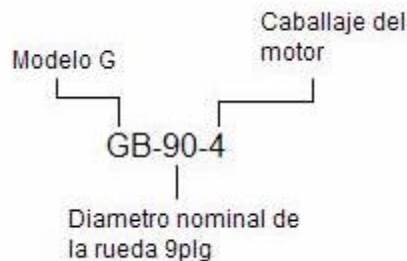 Caballaje del
motor
Modelo G
GB-90-4
Diametro nominal de
la rueda 9plg